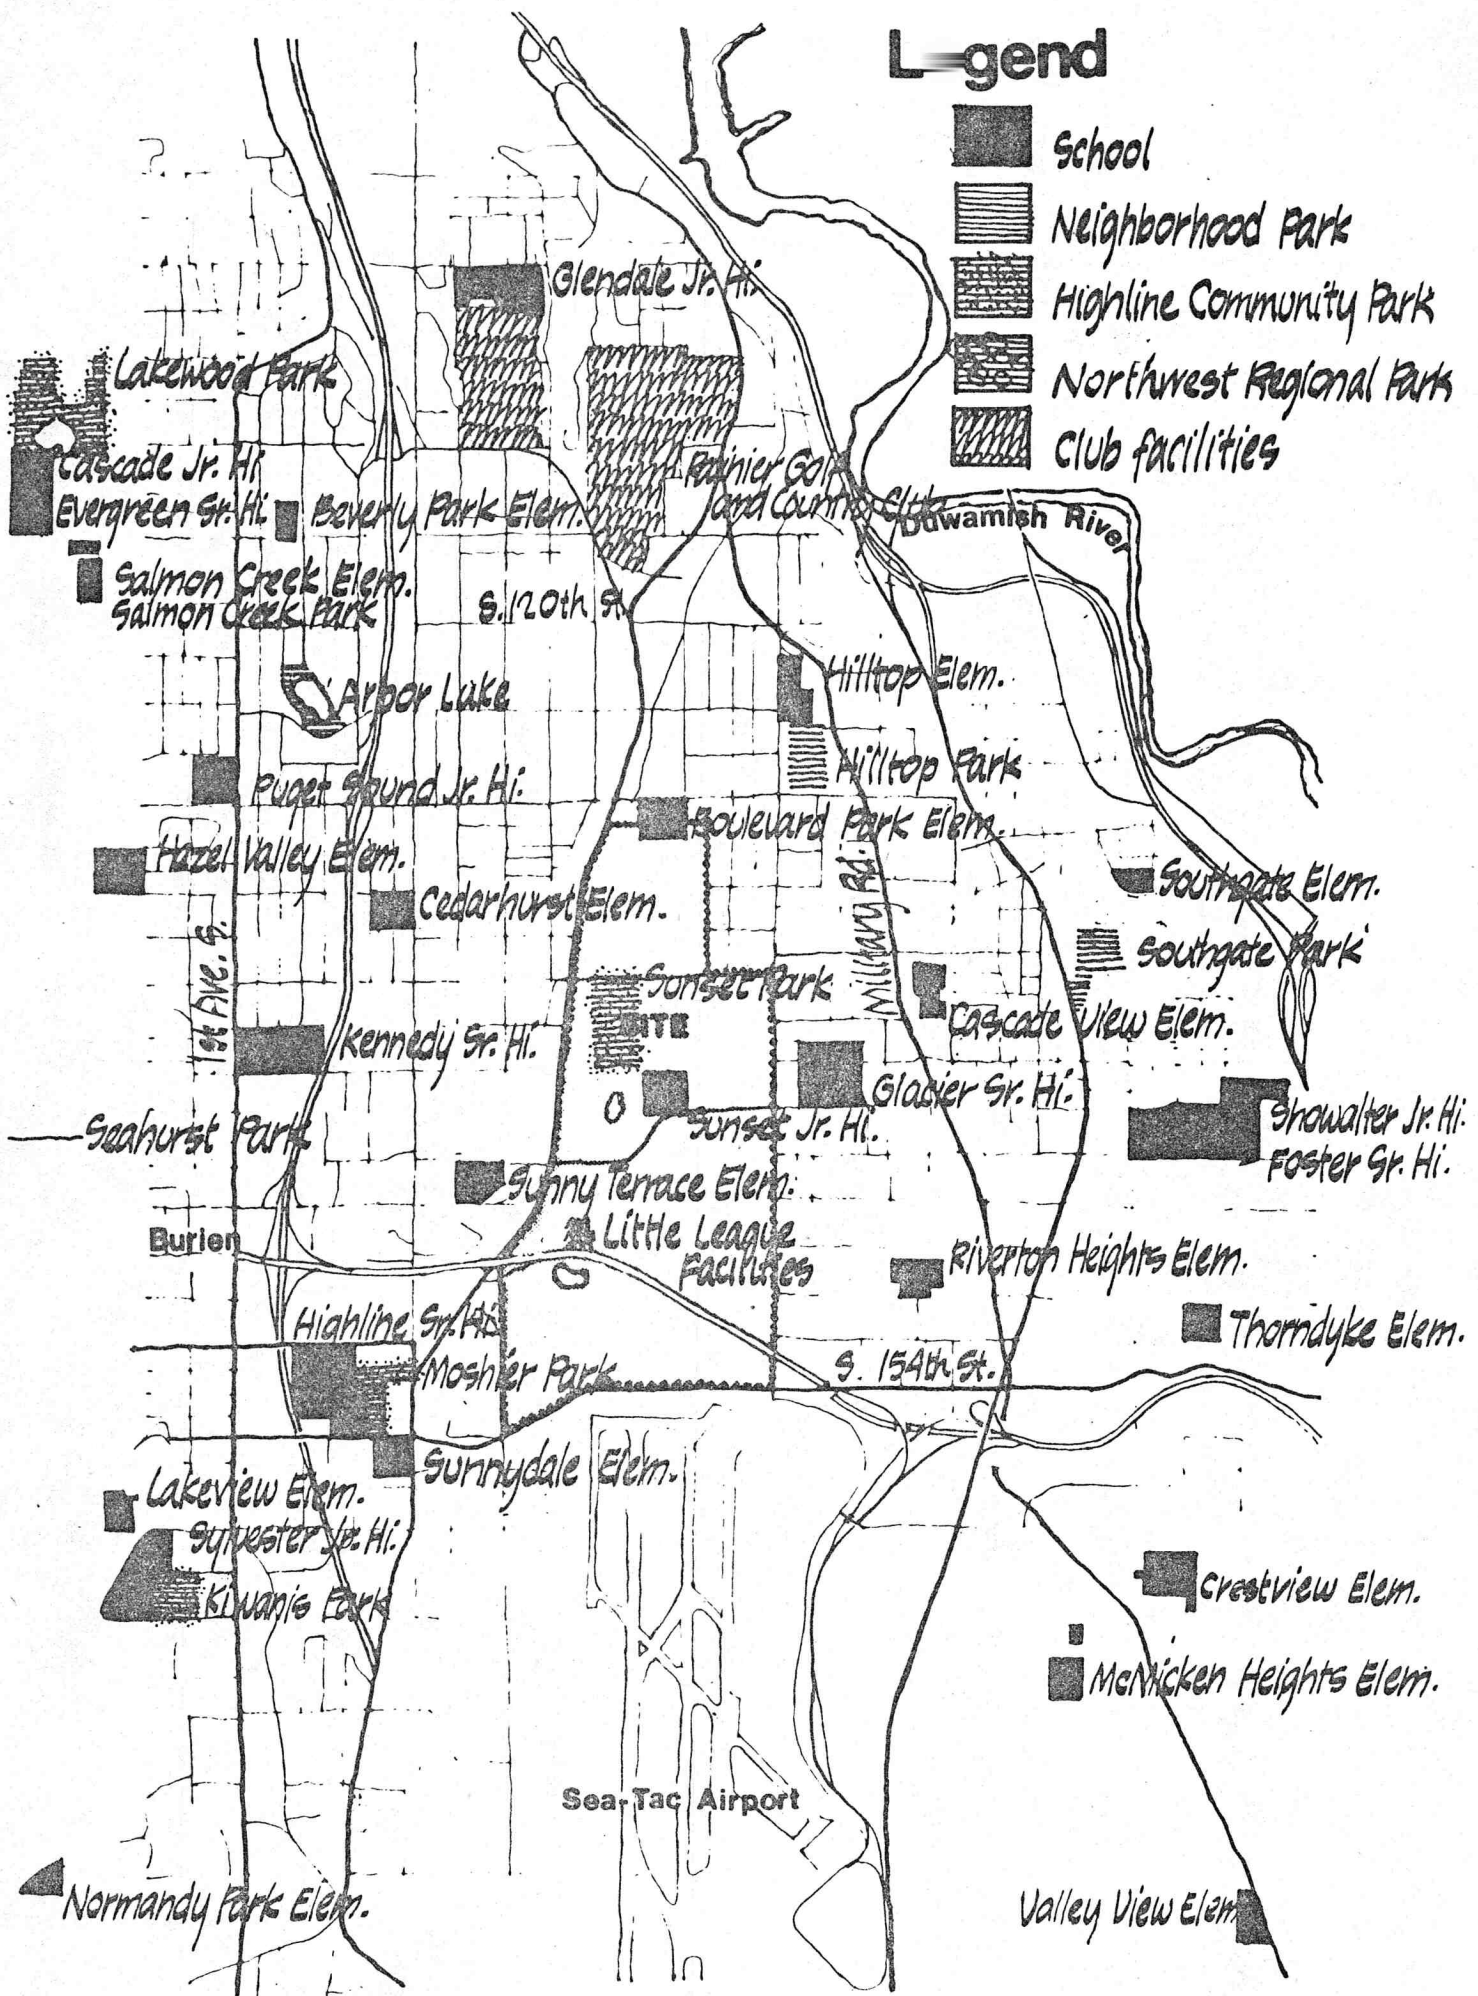 L gend
School
Neighborhood Park
Highline Community Park
Northwest Regional Park
Club facilities
Glendale Jr. Hi.
Lakewood Park
Rainier Golf
and Country Club
Cascade Jr. Hi
Evergreen Sr. Hi.
Beverly Park Elem.
Duwamish River
Salmon Creek Elem.
Salmon Creek Park
S. 120th St.
Hilltop Elem.
Arbor Lake
Hilltop Park
Puget Sound Jr. Hi.
Boulevard Park Elem.
Hazel Valley Elem.
Military Rd.
Southgate Elem.
Cedarhurst Elem.
1st Ave. S.
Southgate Park
Sunset Park
SITE
Cascade View Elem.
Kennedy Sr. Hi.
Glacier Sr. Hi.
Seahurst Park
Sunset Jr. Hi.
Showalter Jr. Hi.
Foster Sr. Hi.
Sunny Terrace Elem.
Burien
Little League
Facilities
Riverton Heights Elem.
Highline Sr. Hi.
Thorndyke Elem.
Moshier Park
S. 154th St.
Sunnydale Elem.
Lakeview Elem.
Sylvester Jr. Hi.
Kiwanis Park
Crestview Elem.
McMicken Heights Elem.
Sea-Tac Airport
Normandy Park Elem.
Valley View Elem